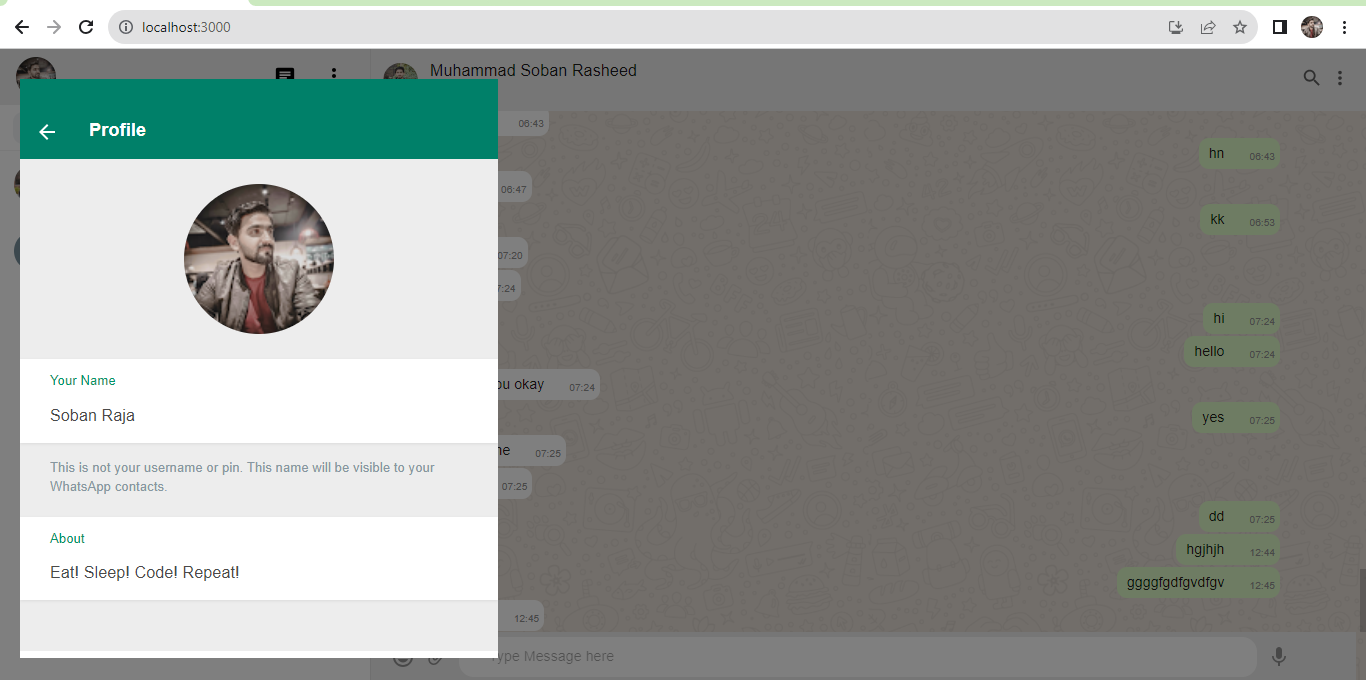 localhost:3000
Muhammad Soban Rasheed
Profile
Your Name
Soban Raja
This is not your username or pin. This name will be visible to your
WhatsApp contacts.
About
Eat! Sleep! Code! Repeat!
06:43
hn 06:43
06:47
kk 06:53
07:20
7:24
hi 07:24
hello 07:24
ou okay 07:24
yes 07:25
ne 07:25
07:25
dd 07:25
hgjhjh 12:44
ggggfgdfgvdfgv 12:45
12:45
ype Message here